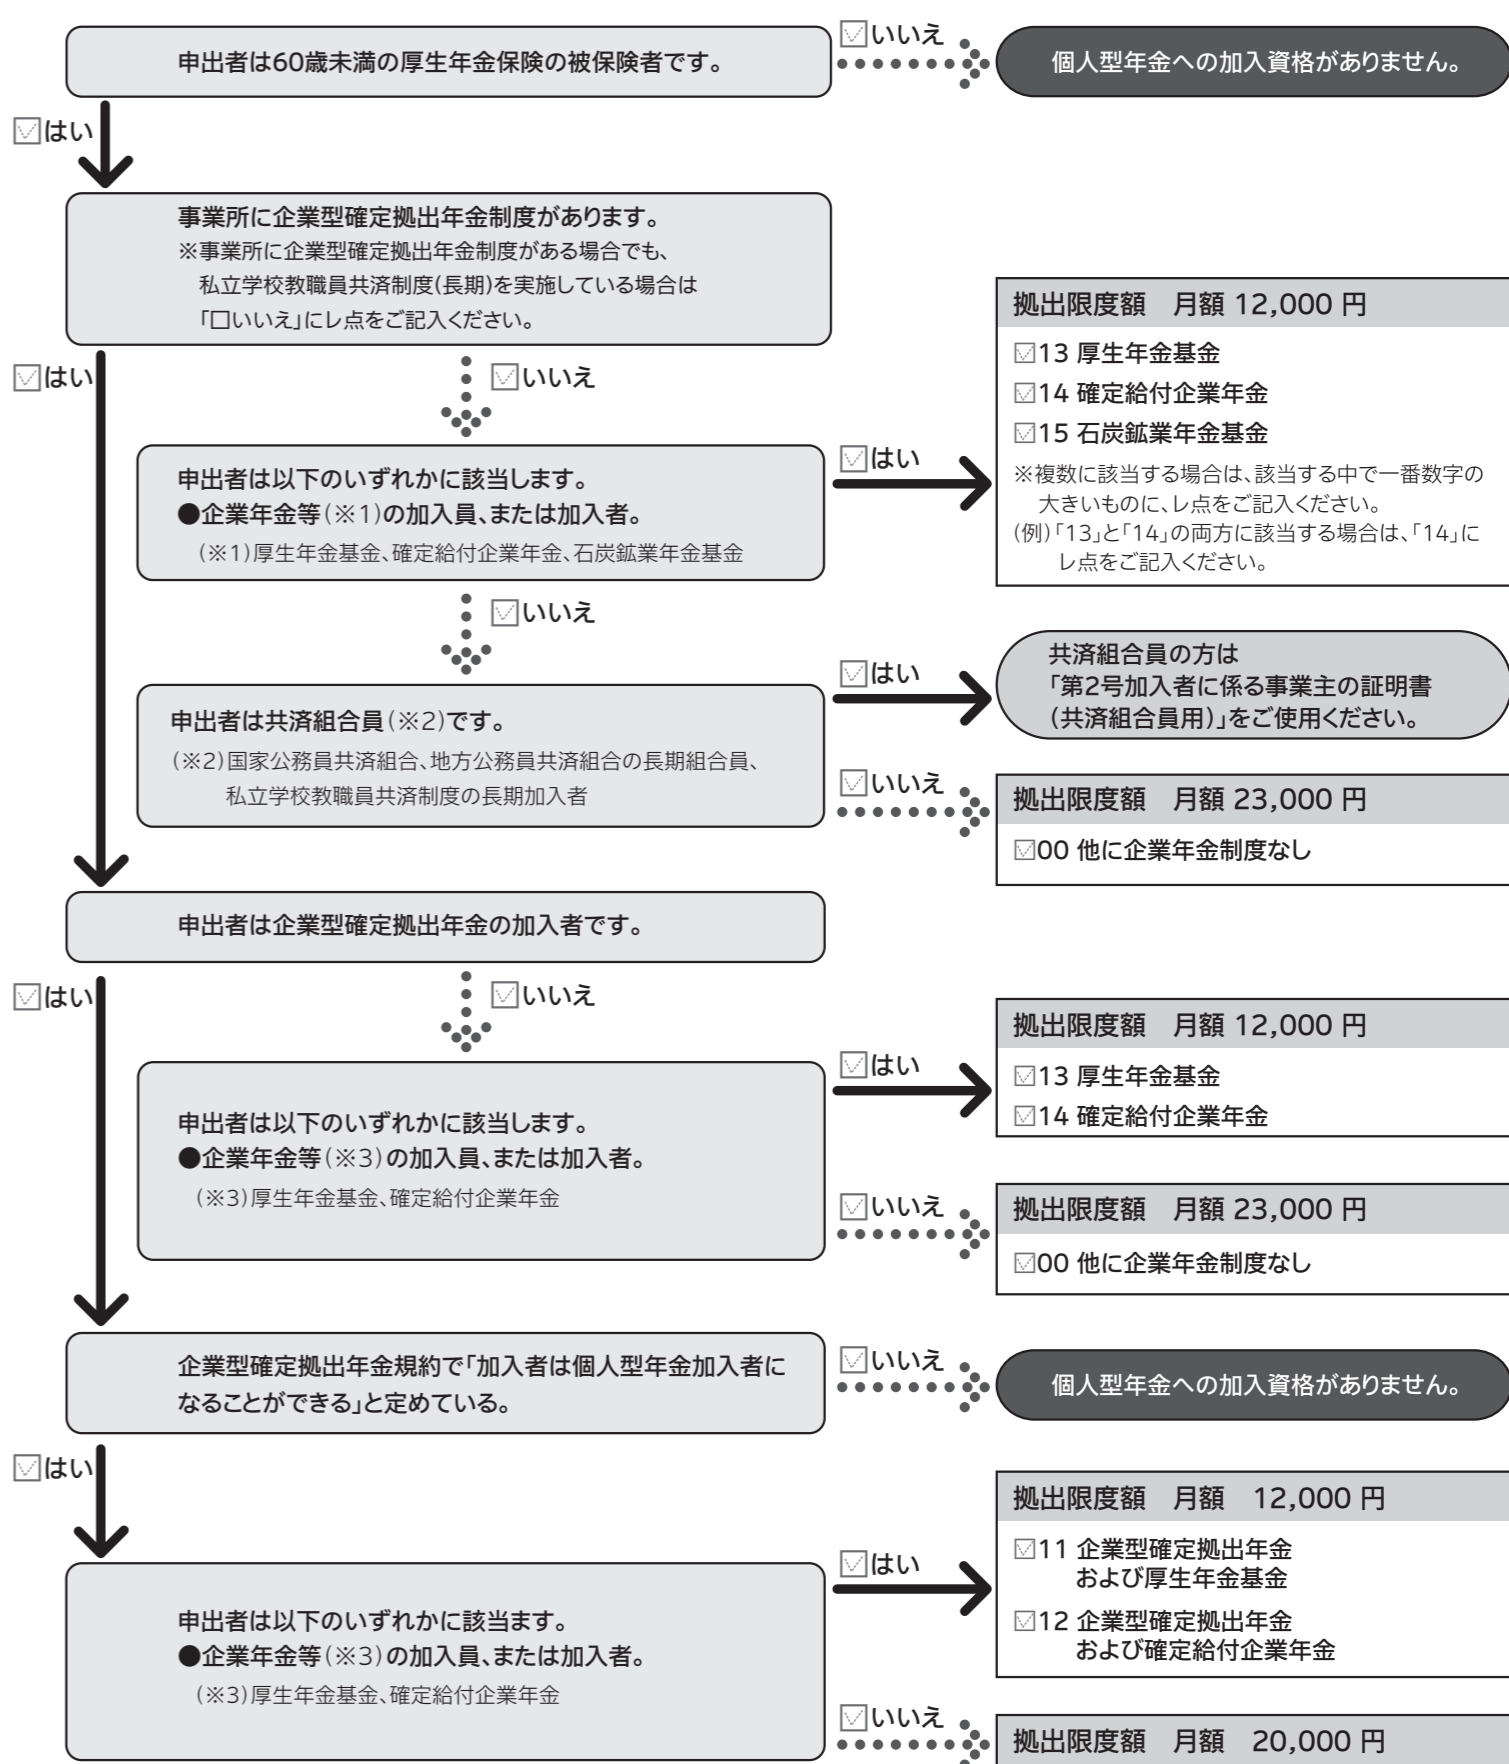 申出者は60歳未満の厚生年金保険の被保険者です。
いいえ
個人型年金への加入資格がありません。
はい
事業所に企業型確定拠出年金制度があります。
※事業所に企業型確定拠出年金制度がある場合でも、
私立学校教職員共済制度(長期)を実施している場合は
「□いいえ」にレ点をご記入ください。
はい
いいえ
申出者は以下のいずれかに該当します。
●企業年金等(※1)の加入員、または加入者。
(※1)厚生年金基金、確定給付企業年金、石炭鉱業年金基金
はい
拠出限度額 月額 12,000 円
13 厚生年金基金
14 確定給付企業年金
15 石炭鉱業年金基金
※複数に該当する場合は、該当する中で一番数字の
大きいものに、レ点をご記入ください。
(例)「13」と「14」の両方に該当する場合は、「14」に
レ点をご記入ください。
いいえ
申出者は共済組合員(※2)です。
(※2)国家公務員共済組合、地方公務員共済組合の長期組合員、
私立学校教職員共済制度の長期加入者
はい
共済組合員の方は
「第2号加入者に係る事業主の証明書
(共済組合員用)」をご使用ください。
いいえ
拠出限度額 月額 23,000 円
00 他に企業年金制度なし
申出者は企業型確定拠出年金の加入者です。
はい
いいえ
申出者は以下のいずれかに該当します。
●企業年金等(※3)の加入員、または加入者。
(※3)厚生年金基金、確定給付企業年金
はい
拠出限度額 月額 12,000 円
13 厚生年金基金
14 確定給付企業年金
いいえ
拠出限度額 月額 23,000 円
00 他に企業年金制度なし
企業型確定拠出年金規約で「加入者は個人型年金加入者に
なることができる」と定めている。
いいえ
個人型年金への加入資格がありません。
はい
申出者は以下のいずれかに該当ます。
●企業年金等(※3)の加入員、または加入者。
(※3)厚生年金基金、確定給付企業年金
はい
拠出限度額 月額 12,000 円
11 企業型確定拠出年金
および厚生年金基金
12 企業型確定拠出年金
および確定給付企業年金
いいえ
拠出限度額 月額 20,000 円